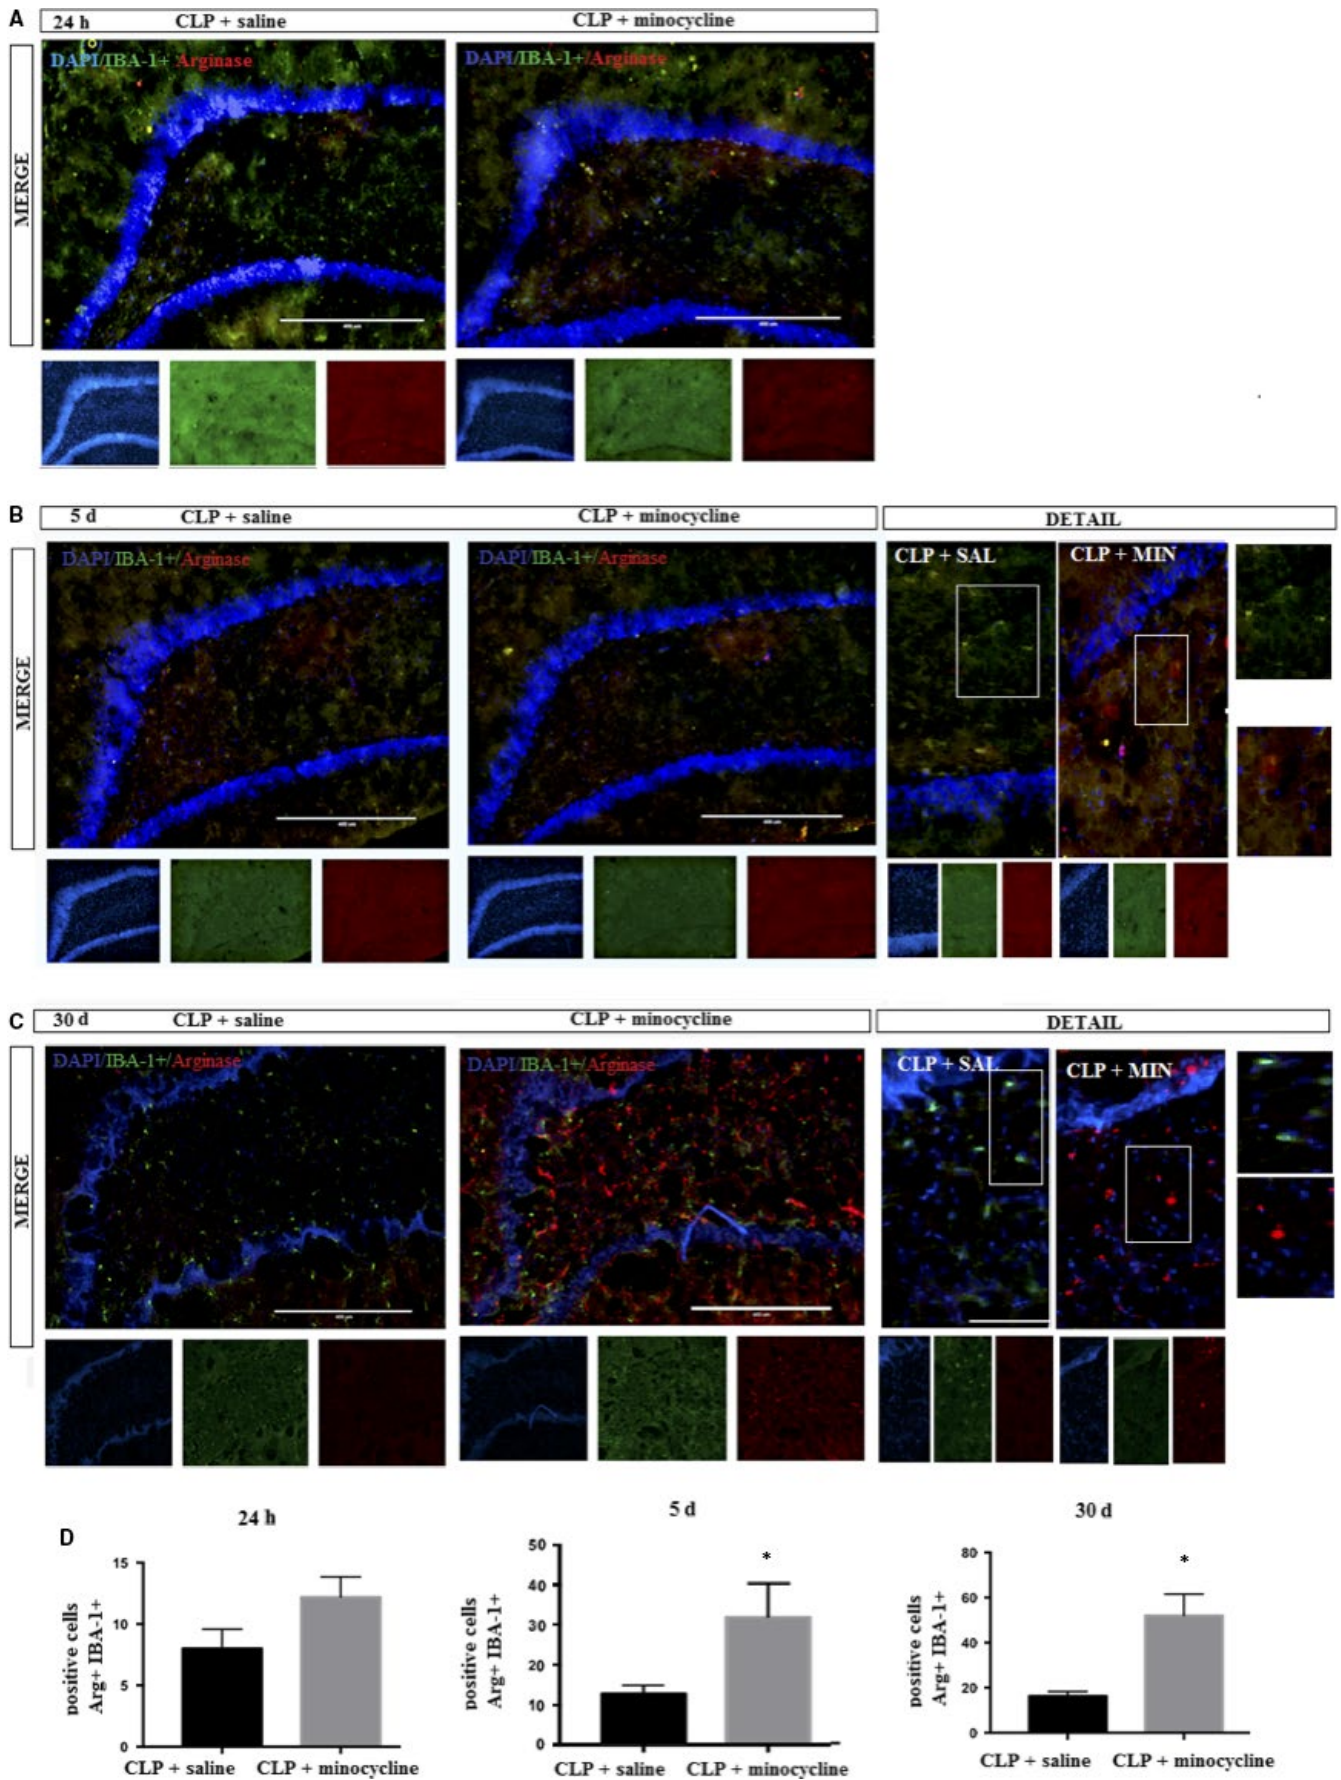 A
24 h CLP + saline CLP + minocycline
DAPI/IBA-1+ Arginase DAPI/IBA-1+/Arginase
MERGE
B
5 d CLP + saline CLP + minocycline DETAIL
DAPI/IBA-1+/Arginase DAPI/IBA-1+/Arginase CLP + SAL CLP + MIN
MERGE
C
30 d CLP + saline CLP + minocycline DETAIL
DAPI/IBA-1+/Arginase DAPI/IBA-1+/Arginase CLP + SAL CLP + MIN
MERGE
D
24 h
positive cells
Arg+ IBA-1+
15
10
5
0
CLP + saline CLP + minocycline
5 d
positive cells
Arg+ IBA-1+
50
40
30
20
10
0
*
CLP + saline CLP + minocycline
30 d
positive cells
Arg+ IBA-1+
80
60
40
20
0
*
CLP + saline CLP + minocycline